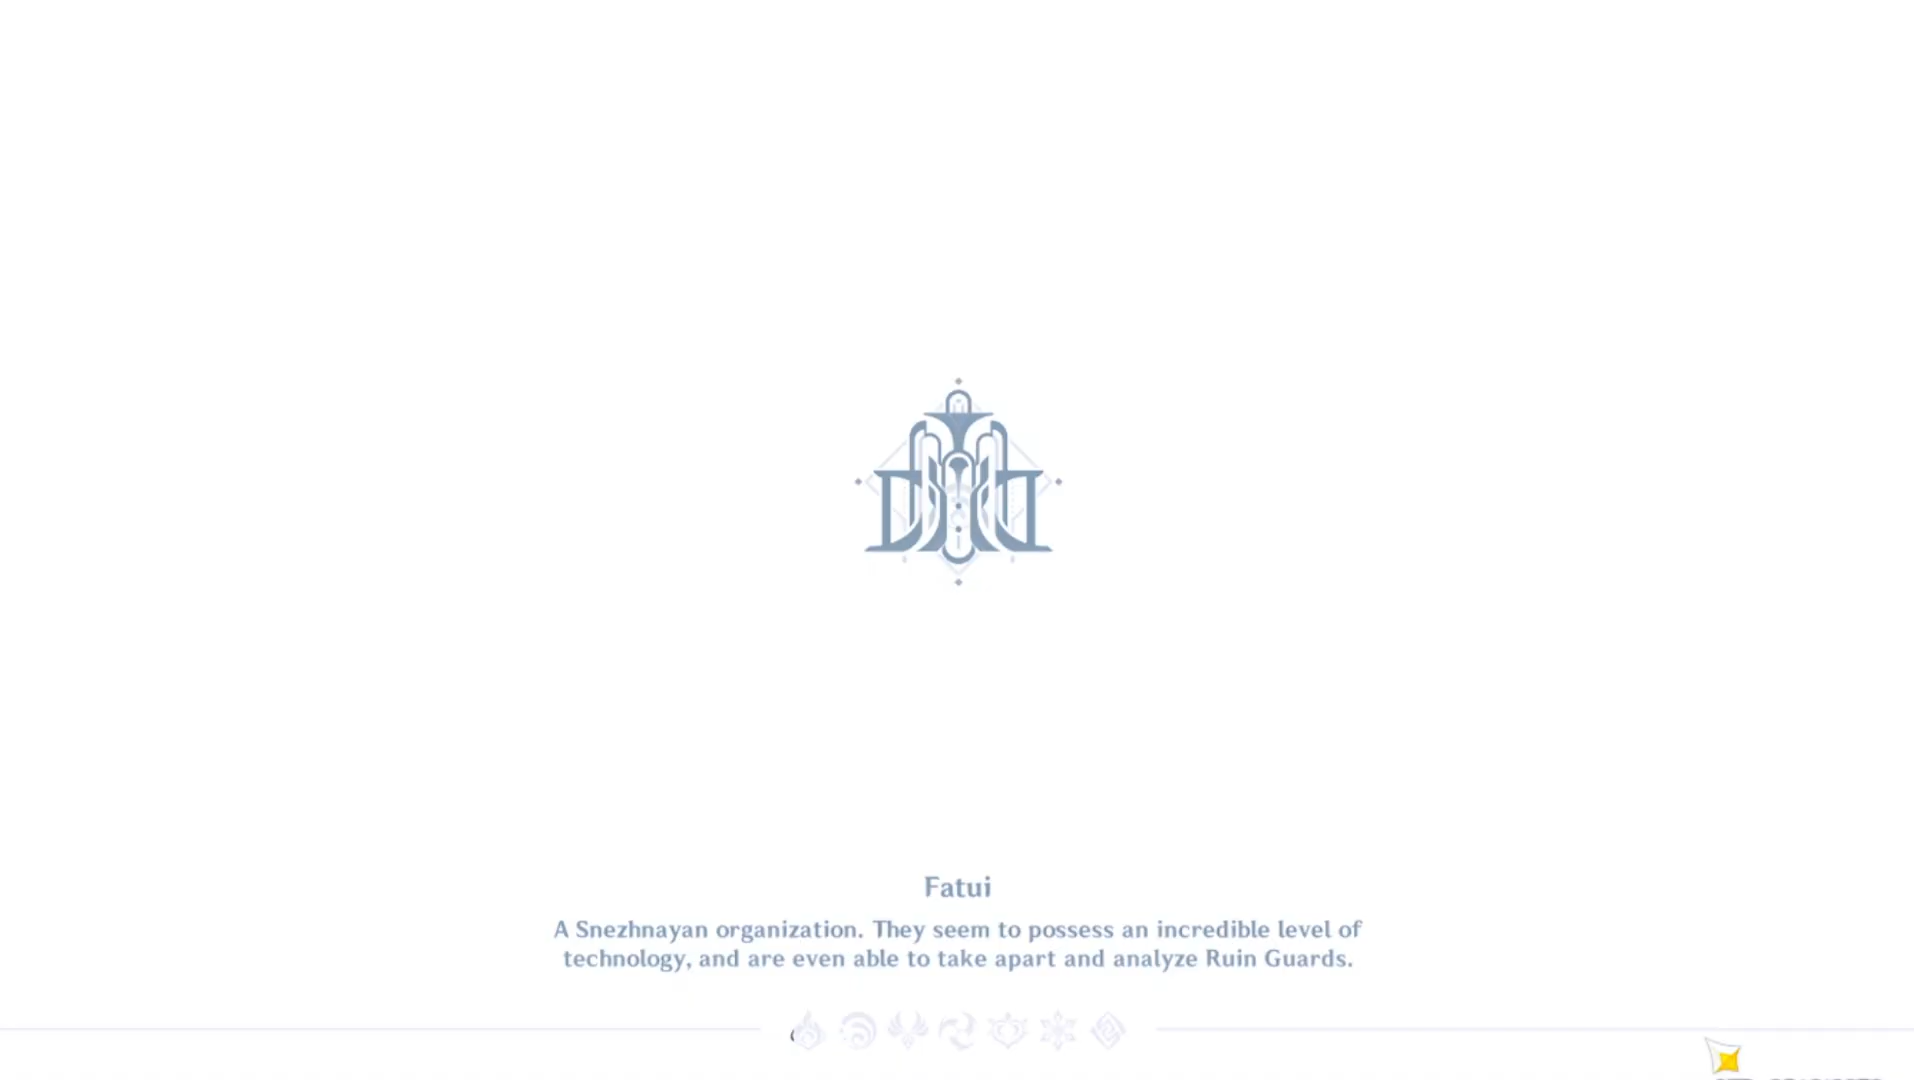 Fatui
A Snezhnayan organization. They seem to possess an incredible level of
technology, and are even able to take apart and analyze Ruin Guards.